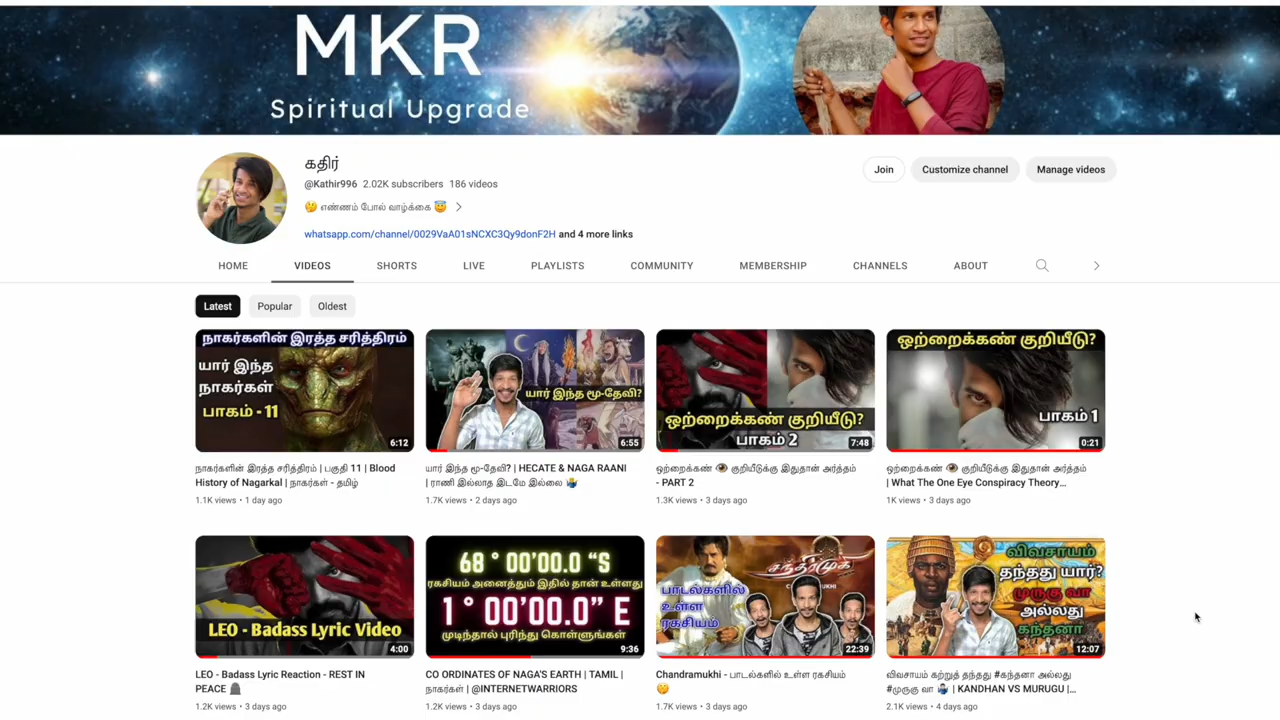 MKR
Spiritual Upgrade
கதிர்
@Kathir996 2.02K subscribers 186 videos
🤔 எண்ணம் போல் வாழ்க்கை 😇
whatsapp.com/channel/0029VaA01sNCXC3Qy9donF2H and 4 more links
Join
Customize channel
Manage videos
HOME
VIDEOS
SHORTS
LIVE
PLAYLISTS
COMMUNITY
MEMBERSHIP
CHANNELS
ABOUT
Latest
Popular
Oldest
நாகர்களின் இரத்த சரித்திரம்
யார் இந்த
நாகர்கள்
பாகம் - 11
6:12
யார் இந்த மூ-தேவி?
6:55
ஒற்றைக்கண் குறியீடு?
பாகம் 2
7:48
ஒற்றைக்கண் குறியீடு?
பாகம் 1
0:21
நாகர்களின் இரத்த சரித்திரம் | பகுதி 11 | Blood
History of Nagarkal | நாகர்கள் - தமிழ்
1.1K views • 1 day ago
யார் இந்த மூ-தேவி? | HECATE & NAGA RAANI
| ராணி இல்லாத இடமே இல்லை 🤷‍♂️
1.7K views • 2 days ago
ஒற்றைக்கண் 👁️ குறியீடுக்கு இதுதான் அர்த்தம்
- PART 2
1.3K views • 3 days ago
ஒற்றைக்கண் 👁️ குறியீடுக்கு இதுதான் அர்த்தம்
| What The One Eye Conspiracy Theory…
1K views • 3 days ago
LEO - Badass Lyric Video
4:00
68 ° 00’00.0 “S
ரகசியம் அனைத்தும் இதில் தான் உள்ளது
1 ° 00’00.0” E
முடிந்தால் புரிந்து கொள்ளுங்கள்
9:36
சந்திரமுகி
பாடல்களில்
உள்ள
ரகசியம்
22:39
விவசாயம்
தந்தது யார்?
முருகு வா
அல்லது
கந்தனா
12:07
LEO - Badass Lyric Reaction - REST IN
PEACE 🪦
1.2K views • 3 days ago
CO ORDINATES OF NAGA'S EARTH | TAMIL |
நாகர்கள் | @INTERNETWARRIORS
1.2K views • 3 days ago
Chandramukhi - பாடல்களில் உள்ள ரகசியம்
🤔
1.7K views • 3 days ago
விவசாயம் கற்றுத் தந்தது #கந்தனா அல்லது
#முருகு வா 🤷‍♂️ | KANDHAN VS MURUGU |…
2.1K views • 4 days ago